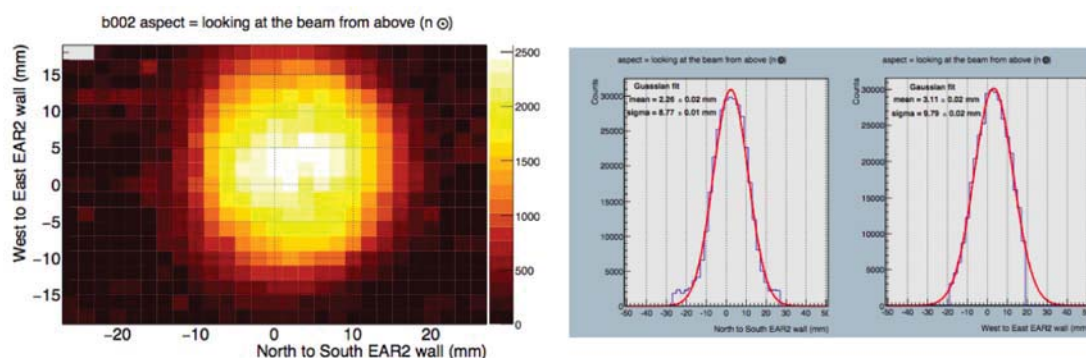 b002 aspect = looking at the beam from above (n ⊙)
West to East EAR2 wall (mm)
15
10
5
0
−5
−10
−15
−20
−10
0
10
20
North to South EAR2 wall (mm)
2500
2000
1500
1000
500
0
aspect = looking at the beam from above (n ⊙)
Counts
Guassian fit
mean = 2.26 ± 0.02 mm
sigma = 8.77 ± 0.01 mm
30000
25000
20000
15000
10000
5000
0
-50 -40 -30 -20 -10 0 10 20 30 40 50
North to South EAR2 wall (mm)
aspect = looking at the beam from above (n ⊙)
Counts
Gaussian fit
mean = 3.11 ± 0.02 mm
sigma = 9.79 ± 0.02 mm
30000
25000
20000
15000
10000
5000
0
-50 -40 -30 -20 -10 0 10 20 30 40
West to East EAR2 wall (mm)